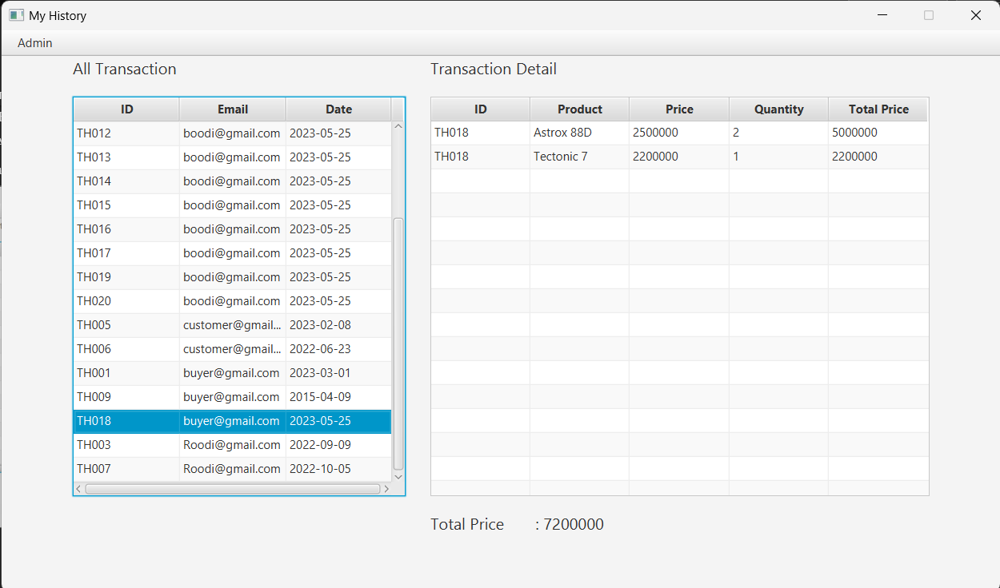 My History
Admin
All Transaction
ID Email Date
TH012 boodi@gmail.com 2023-05-25
TH013 boodi@gmail.com 2023-05-25
TH014 boodi@gmail.com 2023-05-25
TH015 boodi@gmail.com 2023-05-25
TH016 boodi@gmail.com 2023-05-25
TH017 boodi@gmail.com 2023-05-25
TH019 boodi@gmail.com 2023-05-25
TH020 boodi@gmail.com 2023-05-25
TH005 customer@gmail... 2023-02-08
TH006 customer@gmail... 2022-06-23
TH001 buyer@gmail.com 2023-03-01
TH009 buyer@gmail.com 2015-04-09
TH018 buyer@gmail.com 2023-05-25
TH003 Roodi@gmail.com 2022-09-09
TH007 Roodi@gmail.com 2022-10-05
Transaction Detail
ID Product Price Quantity Total Price
TH018 Astrox 88D 2500000 2 5000000
TH018 Tectonic 7 2200000 1 2200000
Total Price : 7200000